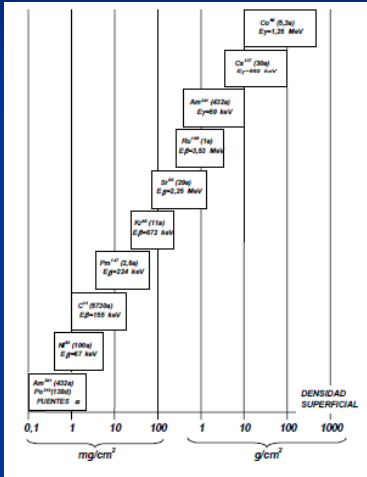 Co⁶⁰ (5,3a)
Eγ=1,25 MeV
Cs¹³⁷ (30a)
Eγ=662 keV
Am²⁴¹ (432a)
Eγ=60 keV
Ru¹⁰⁶ (1a)
Eβ=3,53 MeV
Sr⁹⁰ (29a)
Eβ=2,25 MeV
Kr⁸⁵ (11a)
Eβ=672 keV
Pm¹⁴⁷ (2,6a)
Eβ=224 keV
C¹⁴ (5730a)
Eβ=156 keV
Ni⁶³ (100a)
Eβ=67 keV
Am²⁴¹ (432a)
Po²¹⁰ (138d)
FUENTES α
DENSIDAD
SUPERFICIAL
0,1 1 10 100 1 10 100 1000
mg/cm² g/cm²